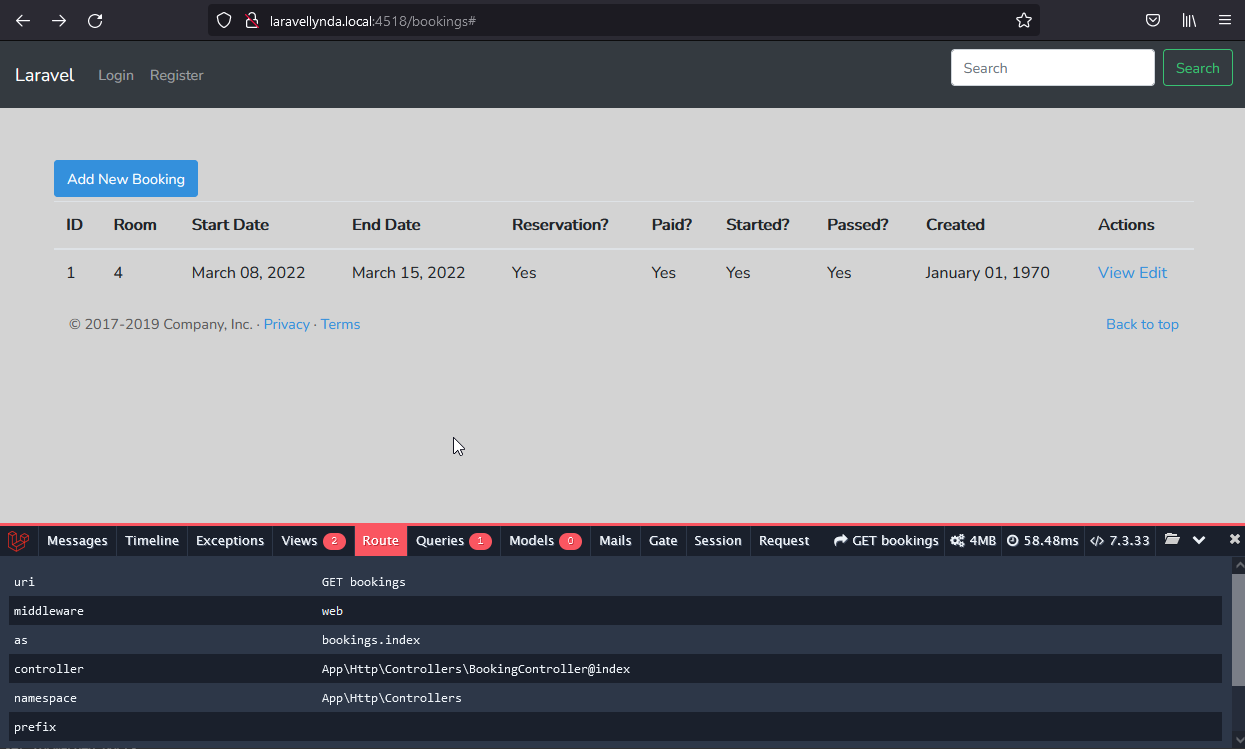 laravellynda.local:4518/bookings#
Laravel Login Register Search Search
Add New Booking
ID Room Start Date End Date Reservation? Paid? Started? Passed? Created Actions
1 4 March 08, 2022 March 15, 2022 Yes Yes Yes Yes January 01, 1970 View Edit
© 2017-2019 Company, Inc. · Privacy · Terms Back to top
Messages Timeline Exceptions Views 2 Route Queries 1 Models 0 Mails Gate Session Request GET bookings 4MB 58.48ms 7.3.33
uri GET bookings
middleware web
as bookings.index
controller App\Http\Controllers\BookingController@index
namespace App\Http\Controllers
prefix